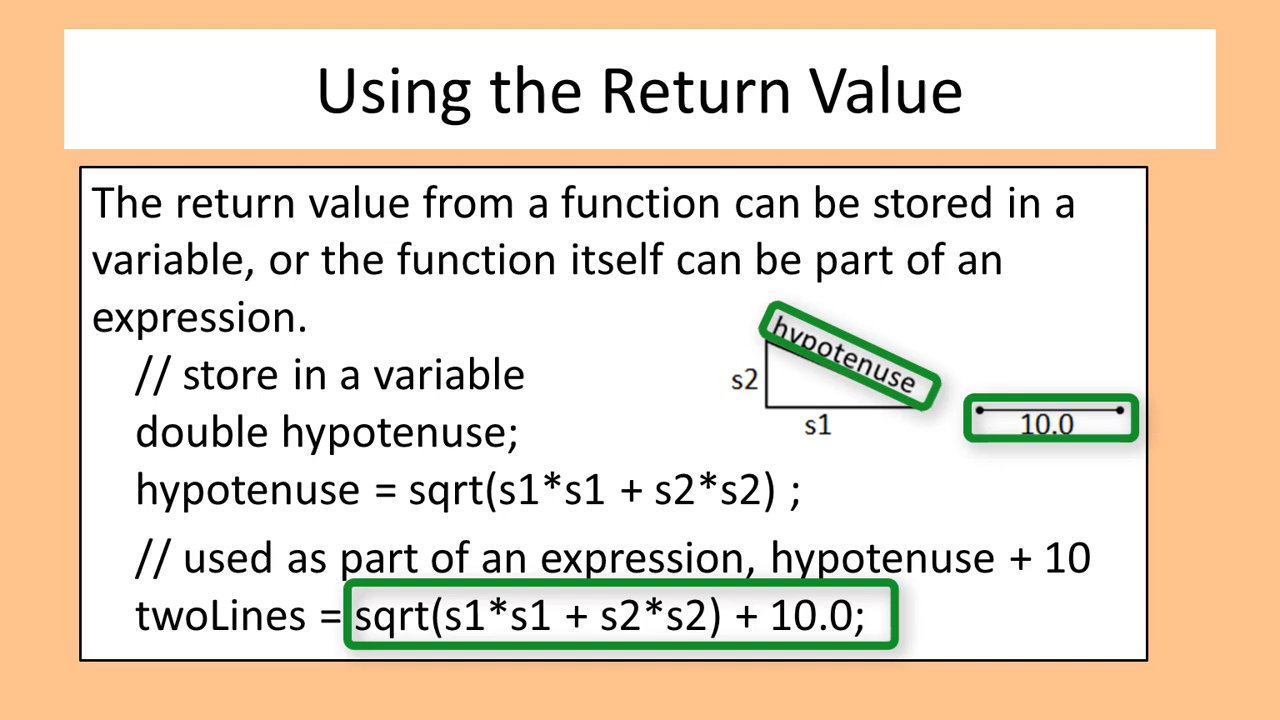 Using the Return Value
The return value from a function can be stored in a
variable, or the function itself can be part of an
expression.
// store in a variable
double hypotenuse;
hypotenuse = sqrt(s1*s1 + s2*s2) ;
// used as part of an expression, hypotenuse + 10
twoLines = sqrt(s1*s1 + s2*s2) + 10.0;
hypotenuse
s2
s1
10.0